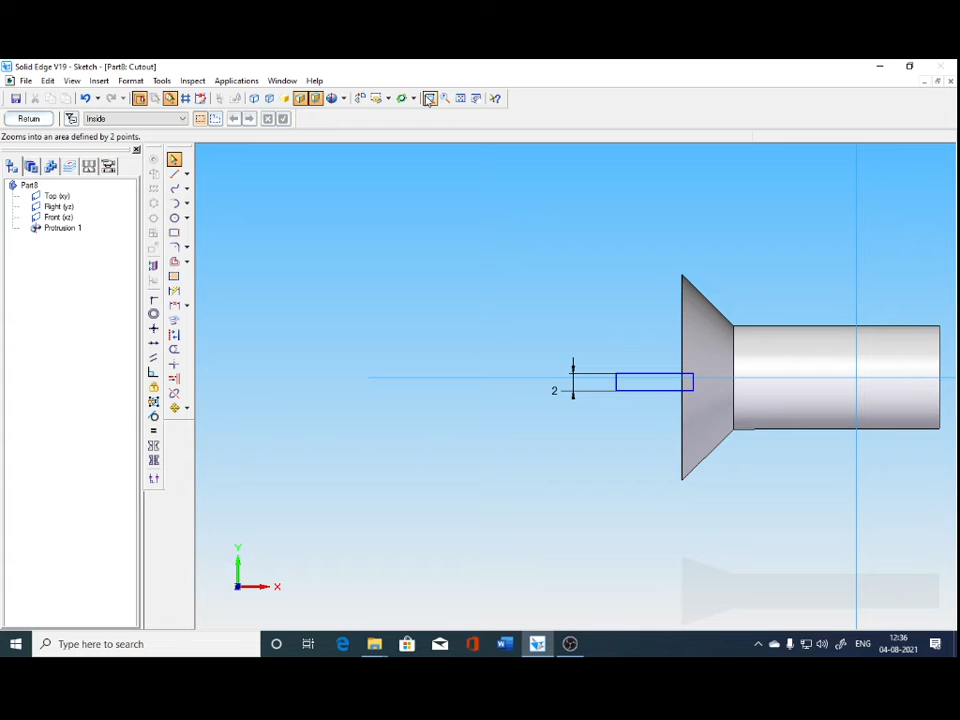 Solid Edge V19 - Sketch - [Part8: Cutout]
File Edit View Insert Format Tools Inspect Applications Window Help
Return Inside
Zooms into an area defined by 2 points.
Part8
Top (xy)
Right (yz)
Front (xz)
Protrusion 1
2
Y
X
Type here to search
ENG
12:36
04-08-2021